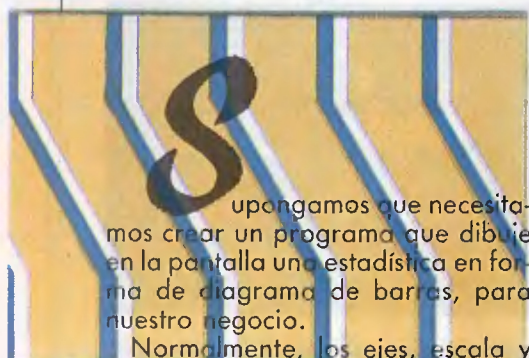 Supongamos que necesita-
mos crear un programa que dibuje
en la pantalla una estadística en for-
ma de diagrama de barras, para
nuestro negocio.
Normalmente, los ejes, escala y